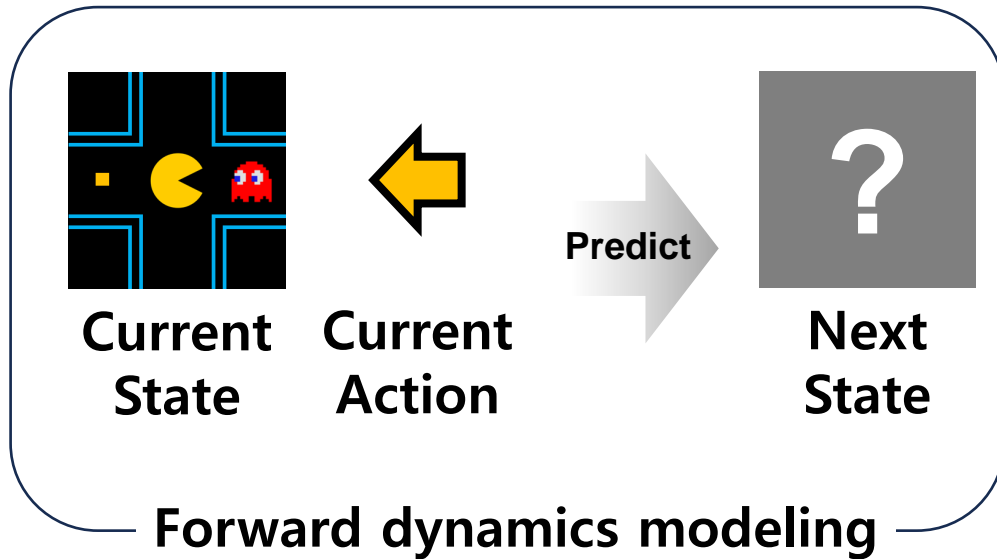 ?
Predict
Current
State
Current
Action
Next
State
Forward dynamics modeling